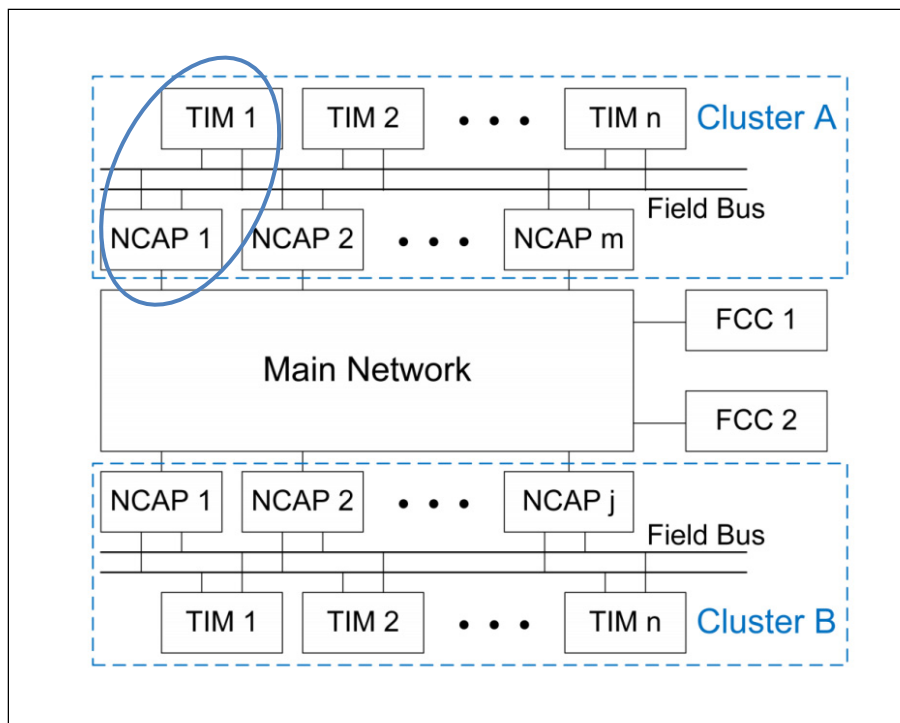 TIM 1 TIM 2 • • • TIM n Cluster A
Field Bus
NCAP 1 NCAP 2 • • • NCAP m
FCC 1
Main Network
FCC 2
NCAP 1 NCAP 2 • • • NCAP j
Field Bus
TIM 1 TIM 2 • • • TIM n Cluster B